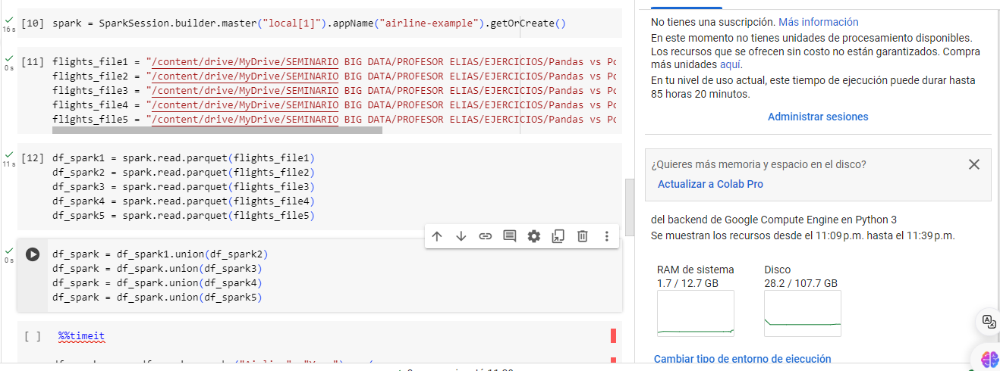 [10] spark = SparkSession.builder.master("local[1]").appName("airline-example").getOrCreate()
16 s
[11] flights_file1 = "/content/drive/MyDrive/SEMINARIO BIG DATA/PROFESOR ELIAS/EJERCICIOS/Pandas vs Po
0 s
flights_file2 = "/content/drive/MyDrive/SEMINARIO BIG DATA/PROFESOR ELIAS/EJERCICIOS/Pandas vs Po
flights_file3 = "/content/drive/MyDrive/SEMINARIO BIG DATA/PROFESOR ELIAS/EJERCICIOS/Pandas vs Po
flights_file4 = "/content/drive/MyDrive/SEMINARIO BIG DATA/PROFESOR ELIAS/EJERCICIOS/Pandas vs Po
flights_file5 = "/content/drive/MyDrive/SEMINARIO BIG DATA/PROFESOR ELIAS/EJERCICIOS/Pandas vs Po
[12] df_spark1 = spark.read.parquet(flights_file1)
11 s
df_spark2 = spark.read.parquet(flights_file2)
df_spark3 = spark.read.parquet(flights_file3)
df_spark4 = spark.read.parquet(flights_file4)
df_spark5 = spark.read.parquet(flights_file5)
df_spark = df_spark1.union(df_spark2)
0 s
df_spark = df_spark.union(df_spark3)
df_spark = df_spark.union(df_spark4)
df_spark = df_spark.union(df_spark5)
[ ] %%timeit
No tienes una suscripción. Más información
En este momento no tienes unidades de procesamiento disponibles.
Los recursos que se ofrecen sin costo no están garantizados. Compra
más unidades aquí.
En tu nivel de uso actual, este tiempo de ejecución puede durar hasta
85 horas 20 minutos.
Administrar sesiones
¿Quieres más memoria y espacio en el disco?
Actualizar a Colab Pro
del backend de Google Compute Engine en Python 3
Se muestran los recursos desde el 11:09 p.m. hasta el 11:39 p.m.
RAM de sistema
1.7 / 12.7 GB
Disco
28.2 / 107.7 GB
Cambiar tipo de entorno de ejecución